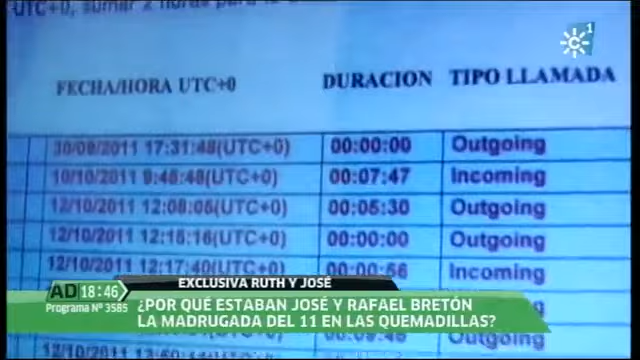 UTC+0, sumar 2 horas para
1
FECHA/HORA UTC+0 DURACION TIPO LLAMADA
30/09/2011 17:31:48(UTC+0) 00:00:00 Outgoing
10/10/2011 9:48:48(UTC+0) 00:07:47 Incoming
12/10/2011 12:08:05(UTC+0) 00:05:30 Outgoing
12/10/2011 12:15:16(UTC+0) 00:00:00 Outgoing
12/10/2011 12:17:40(UTC+0) 00:00:56 Incoming
EXCLUSIVA RUTH Y JOSÉ
AD 18:46
Programa Nº 3585
¿POR QUÉ ESTABAN JOSÉ Y RAFAEL BRETÓN
LA MADRUGADA DEL 11 EN LAS QUEMADILLAS?
Outgoing